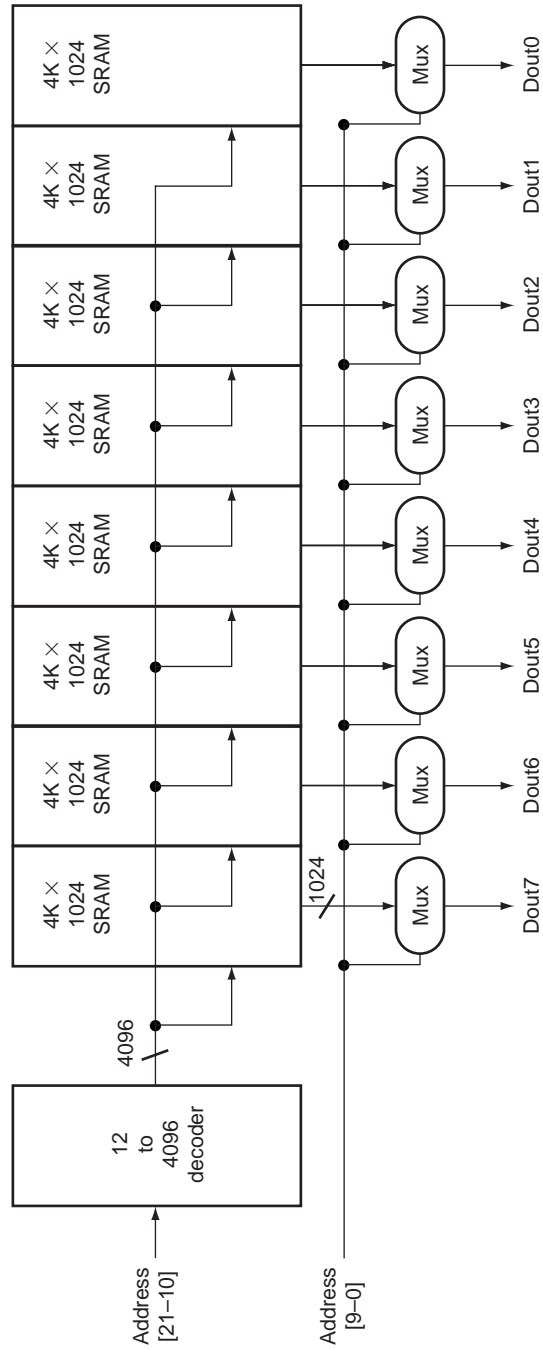 4K ×
1024
SRAM
4K ×
1024
SRAM
4K ×
1024
SRAM
4K ×
1024
SRAM
4K ×
1024
SRAM
4K ×
1024
SRAM
4K ×
1024
SRAM
4K ×
1024
SRAM
12
to
4096
decoder
4096
Address
[21–10]
Address
[9–0]
1024
Mux
Mux
Mux
Mux
Mux
Mux
Mux
Mux
Dout7
Dout6
Dout5
Dout4
Dout3
Dout2
Dout1
Dout0